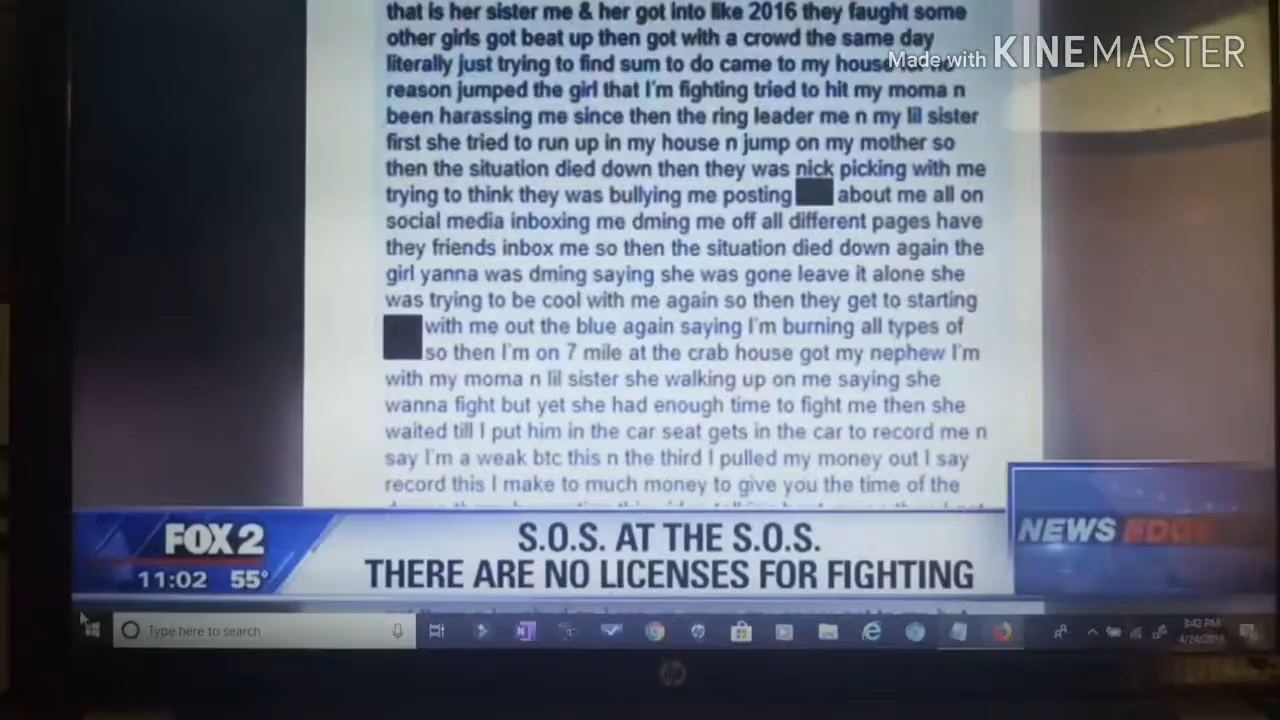 that is her sister me & her got into like 2016 they faught some
other girls got beat up then got with a crowd the same day
Made with KINEMASTER
literally just trying to find sum to do came to my house for no
reason jumped the girl that I'm fighting tried to hit my moma n
been harassing me since then the ring leader me n my lil sister
first she tried to run up in my house n jump on my mother so
then the situation died down then they was nick picking with me
trying to think they was bullying me posting about me all on
social media inboxing me dming me off all different pages have
they friends inbox me so then the situation died down again the
girl yanna was dming saying she was gone leave it alone she
was trying to be cool with me again so then they get to starting
with me out the blue again saying I'm burning all types of
so then I'm on 7 mile at the crab house got my nephew I'm
with my moma n lil sister she walking up on me saying she
wanna fight but yet she had enough time to fight me then she
waited till I put him in the car seat gets in the car to record me n
say I'm a weak btc this n the third I pulled my money out I say
record this I make to much money to give you the time of the
NEWS EDGE
FOX 2
S.O.S. AT THE S.O.S.
11:02 55°
THERE ARE NO LICENSES FOR FIGHTING
Type here to search
3:42 PM
hp